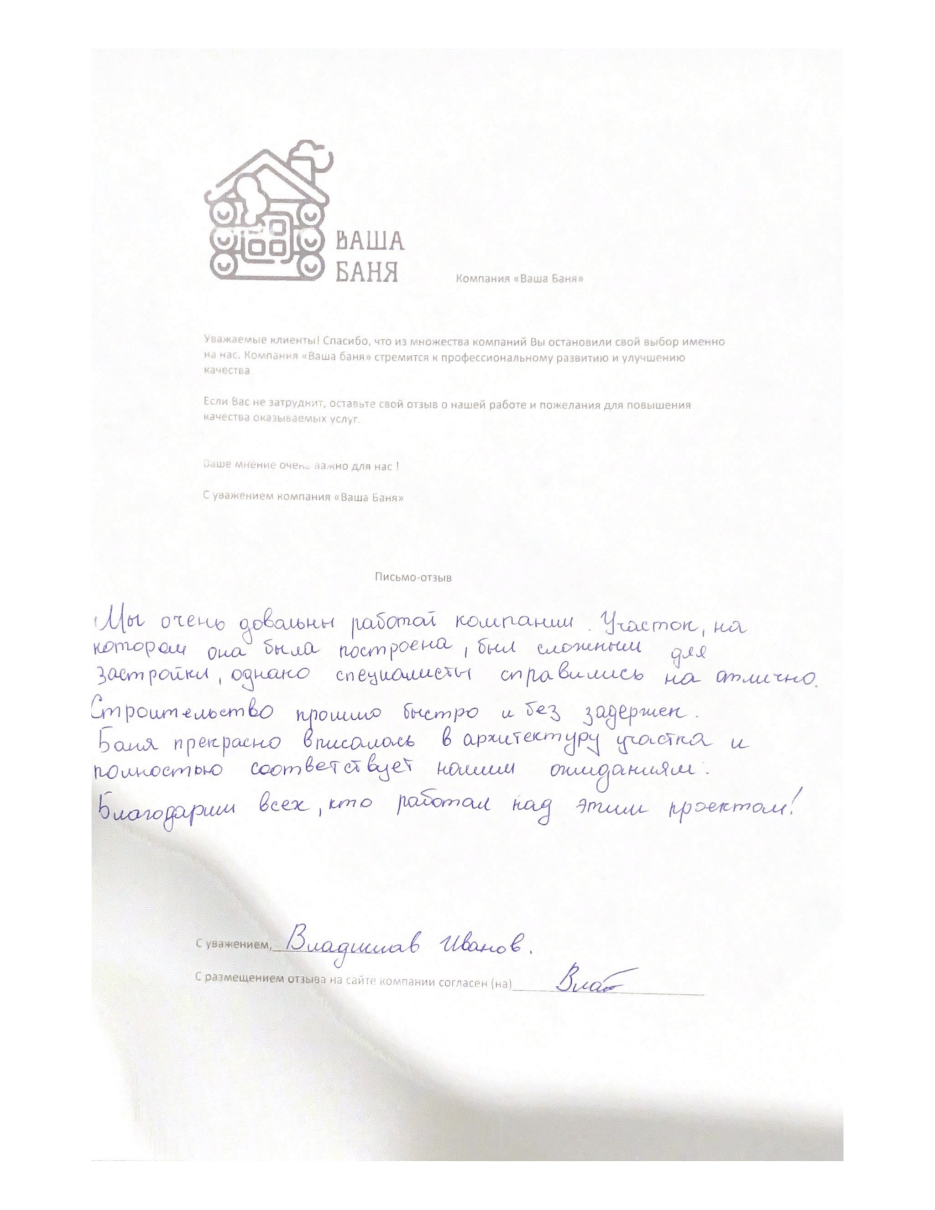 ВАША
БАНЯ
Компания «Ваша Баня»
Уважаемые клиенты! Спасибо, что из множества компаний Вы остановили свой выбор именно
на нас. Компания «Ваша баня» стремится к профессиональному развитию и улучшению
качества
Если Вас не затруднит, оставьте свой отзыв о нашей работе и пожелания для повышения
качества оказываемых услуг.
Ваше мнение очень важно для нас !
С уважением компания «Ваша Баня»
Письмо-отзыв
Мы очень довольны работой компании. Участок, на
котором она была построена, был сложным для
застройки, однако специалисты справились на отлично.
Строительство прошло быстро и без задержек.
Баня прекрасно вписалась в архитектуру участка и
полностью соответствует нашим ожиданиям.
Благодарим всех, кто работал над этим проектом!
С уважением, Владислав Иванов.
С размещением отзыва на сайте компании согласен (на)